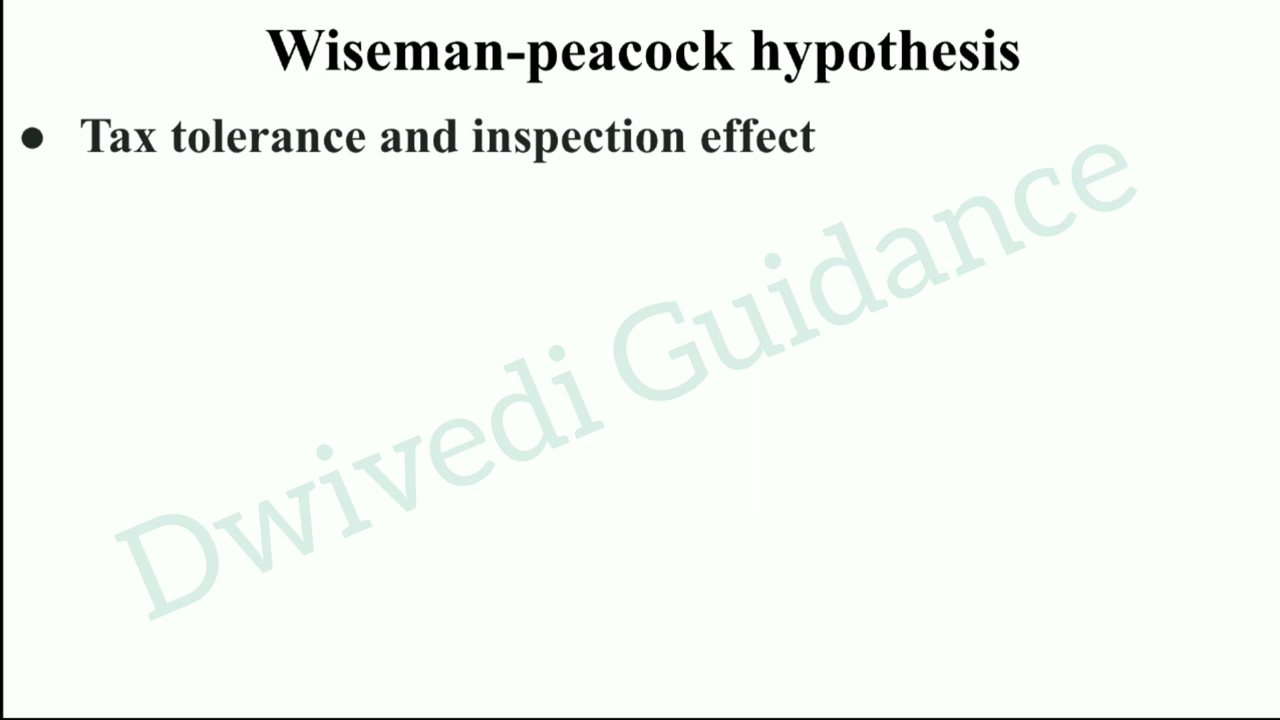 Wiseman-peacock hypothesis
● Tax tolerance and inspection effect
Dwivedi Guidance